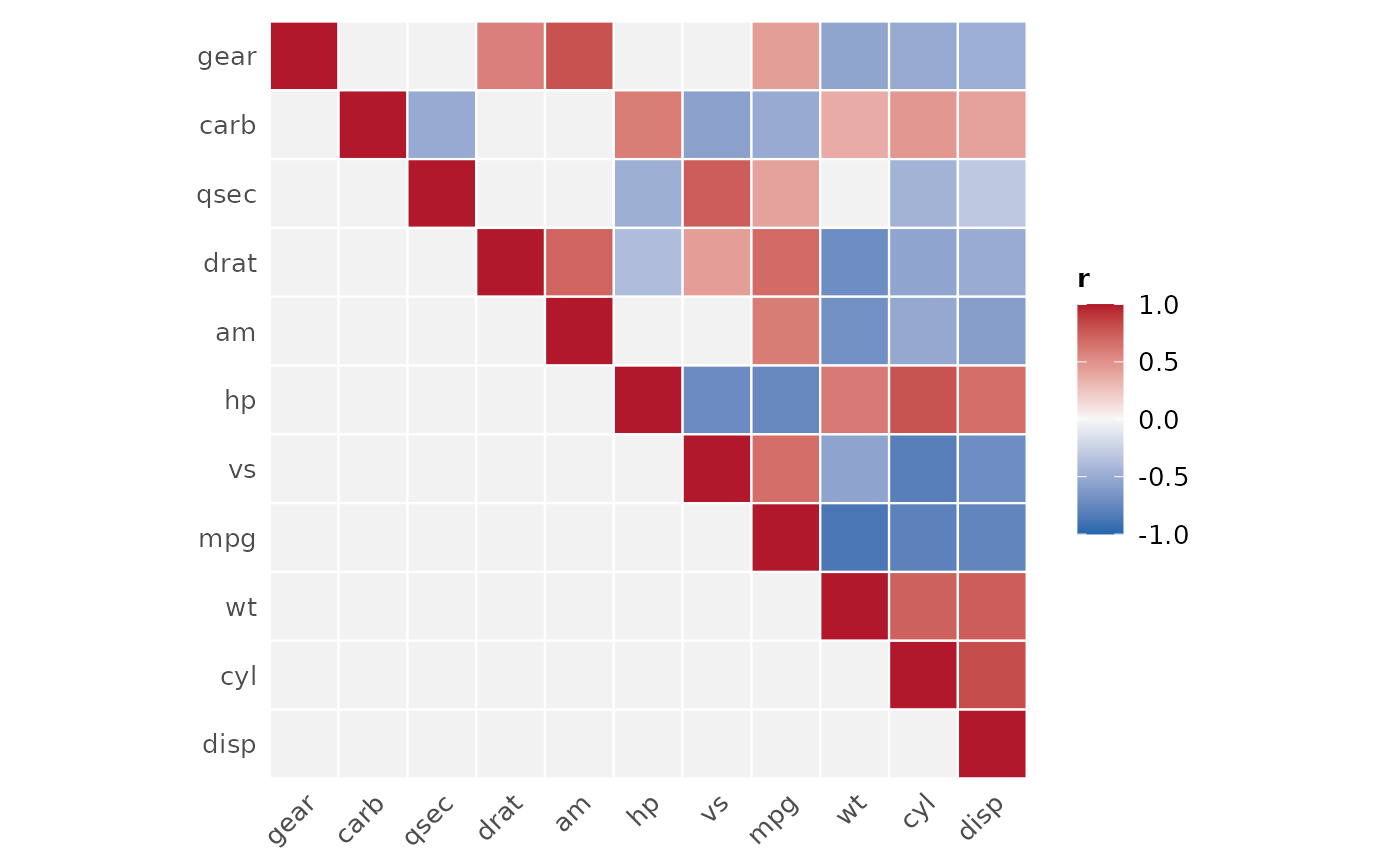 gear
carb
qsec
drat
am
hp
vs
mpg
wt
cyl
disp
gear carb qsec drat am hp vs mpg wt cyl disp
r
1.0
0.5
0.0
-0.5
-1.0